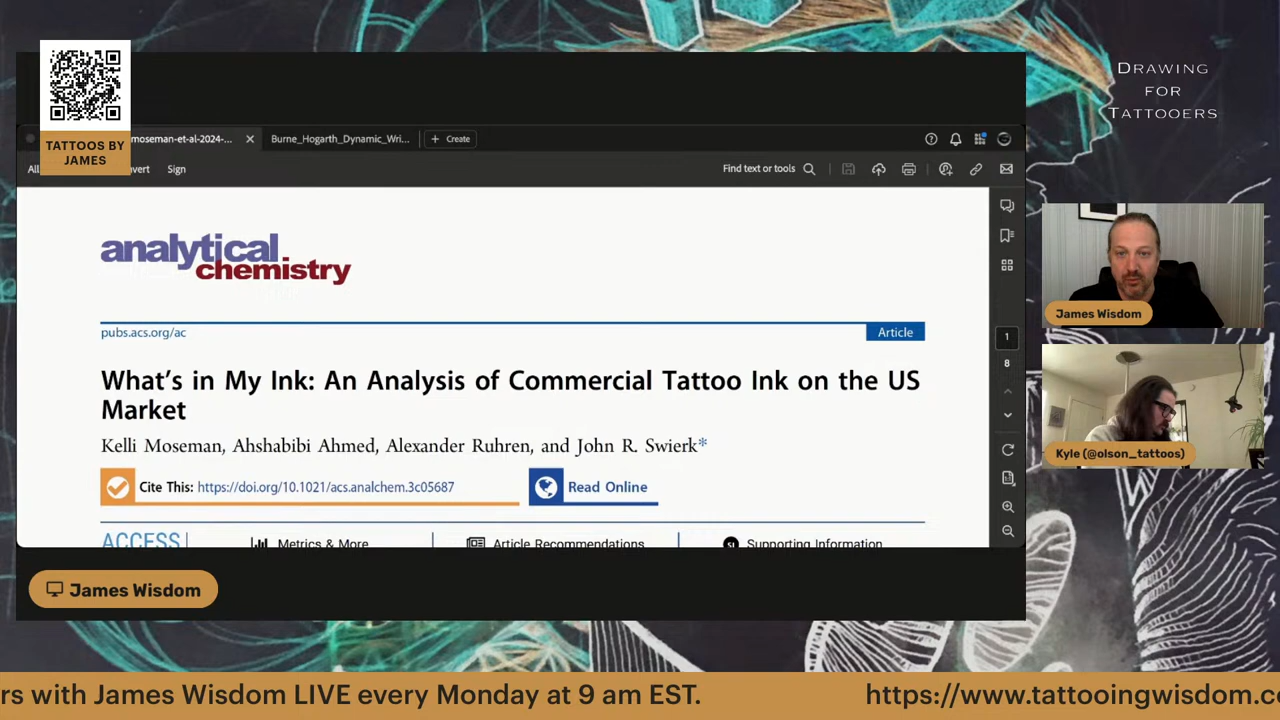 DRAWING
FOR
TATTOOERS
TATTOOS BY
JAMES
moseman-et-al-2024-...
Burne_Hogarth_Dynamic_Wri...
Create
All
vert
Sign
Find text or tools
analytical
chemistry
pubs.acs.org/ac
Article
What's in My Ink: An Analysis of Commercial Tattoo Ink on the US
Market
Kelli Moseman, Ahshabibi Ahmed, Alexander Ruhren, and John R. Swierk*
Cite This: https://doi.org/10.1021/acs.analchem.3c05687
Read Online
ACCESS
Metrics & More
Article Recommendations
SI Supporting Information
1
8
James Wisdom
Kyle (@olson_tattoos)
James Wisdom
rs with James Wisdom LIVE every Monday at 9 am EST.
https://www.tattooingwisdom.c